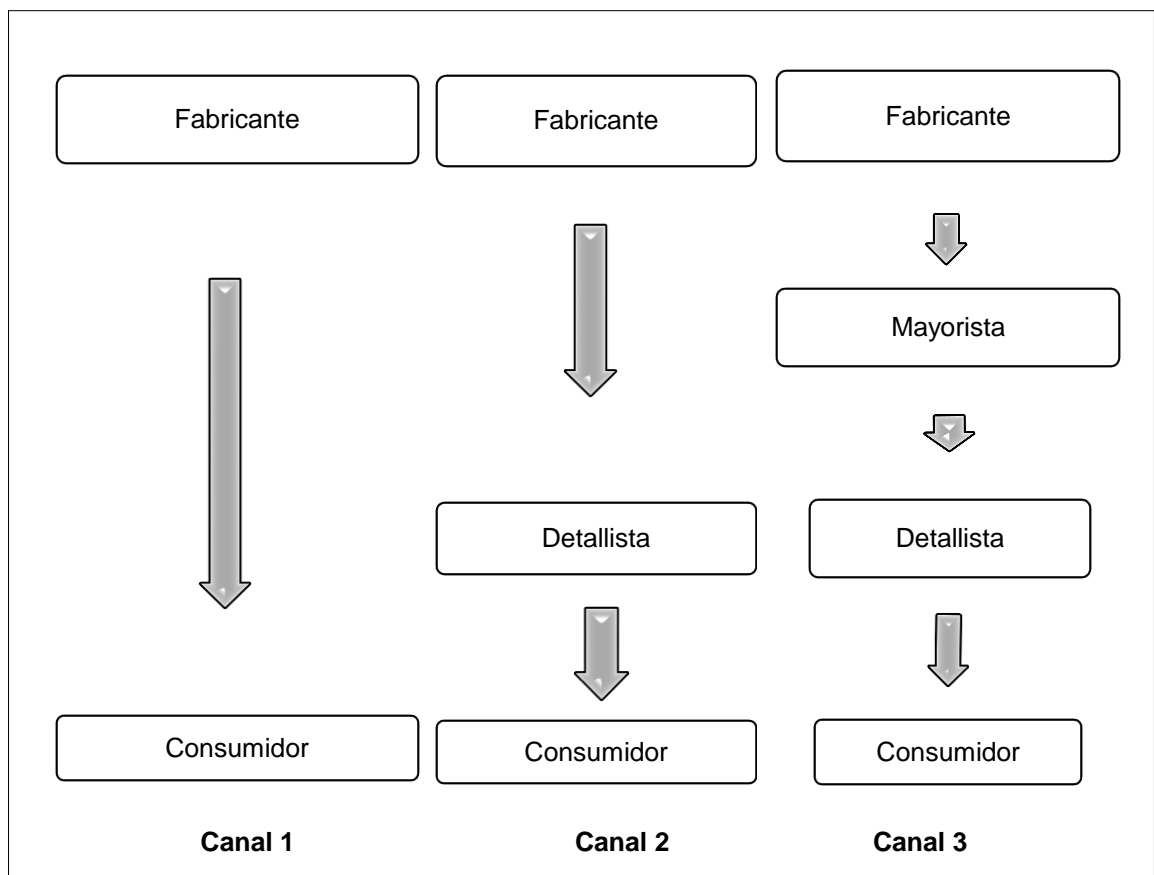 Fabricante
Fabricante
Fabricante
Mayorista
Detallista
Detallista
Consumidor
Consumidor
Consumidor
Canal 1
Canal 2
Canal 3